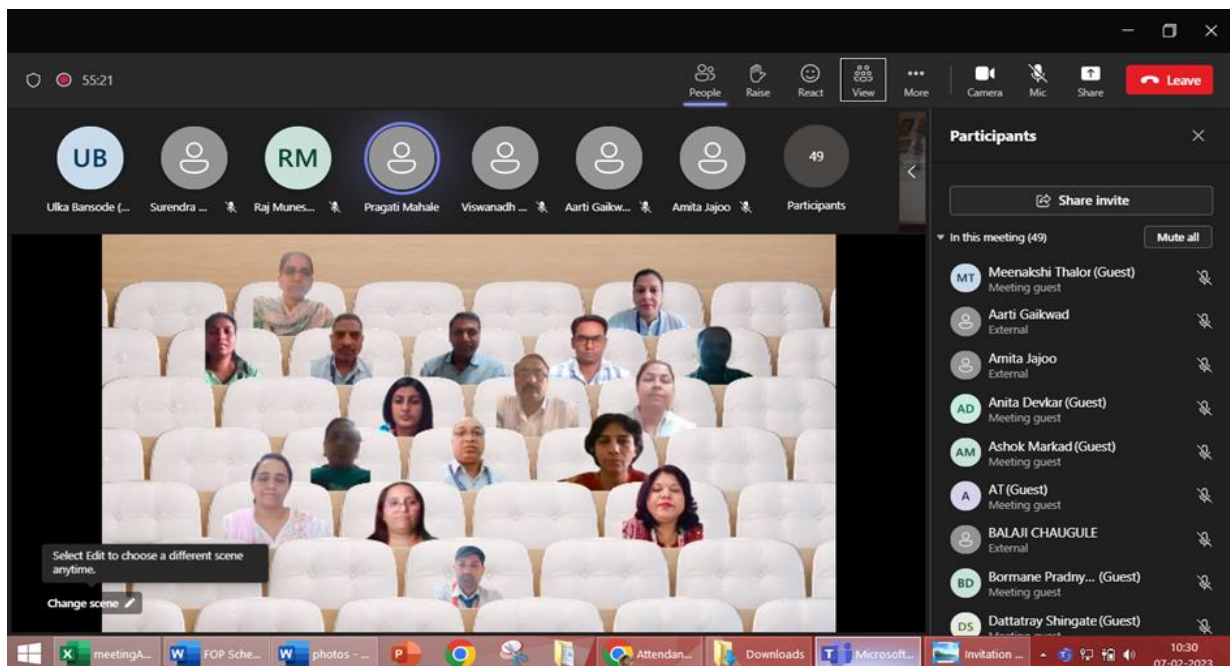 55:21
People
Raise
React
View
More
Camera
Mic
Share
Leave
UB
RM
49
Ulka Bansode (...
Surendra ...
Raj Munes...
Pragati Mahale
Viswanadh ...
Aarti Gaikw...
Amita Jajoo
Participants
Participants
Share invite
In this meeting (49)
Mute all
MT
Meenakshi Thalor (Guest)
Meeting guest
Aarti Gaikwad
External
Amita Jajoo
External
AD
Anita Devkar (Guest)
Meeting guest
AM
Ashok Markad (Guest)
Meeting guest
A
AT (Guest)
Meeting guest
BALAJI CHAUGULE
External
BD
Bormane Pradny... (Guest)
Meeting guest
DS
Dattatray Shingate (Guest)
Meeting guest
Select Edit to choose a different scene
anytime.
Change scene
meetingA...
FOP Sche...
photos - ...
Attendan...
Downloads
Microsoft...
Invitation ...
10:30